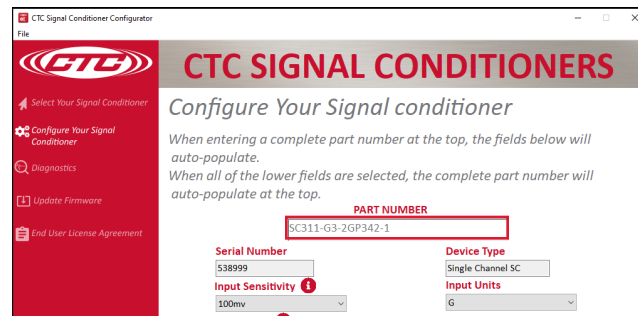 CTC Signal Conditioner Configurator
File
CTC
CTC SIGNAL CONDITIONERS
Select Your Signal Conditioner
Configure Your Signal
Conditioner
Diagnostics
Update Firmware
End User License Agreement
Configure Your Signal conditioner
When entering a complete part number at the top, the fields below will
auto-populate.
When all of the lower fields are selected, the complete part number will
auto-populate at the top.
PART NUMBER
SC311-G3-2GP342-1
Serial Number
Device Type
538999
Single Channel SC
Input Sensitivity
Input Units
100mv
G